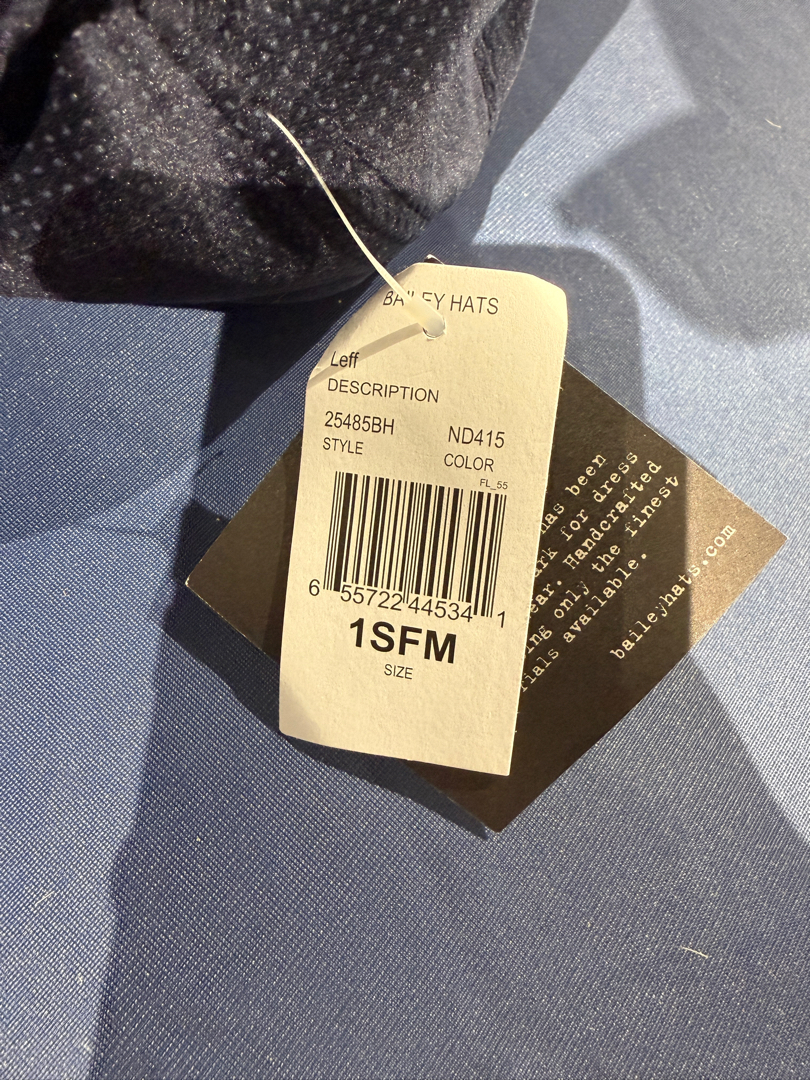 BAILEY HATS
Leff
DESCRIPTION
25485BH ND415
STYLE COLOR
FL_55
6 55722 44534 1
1SFM
SIZE
has been
for dress
Handcrafted
only the finest
available.
baileyhats.com